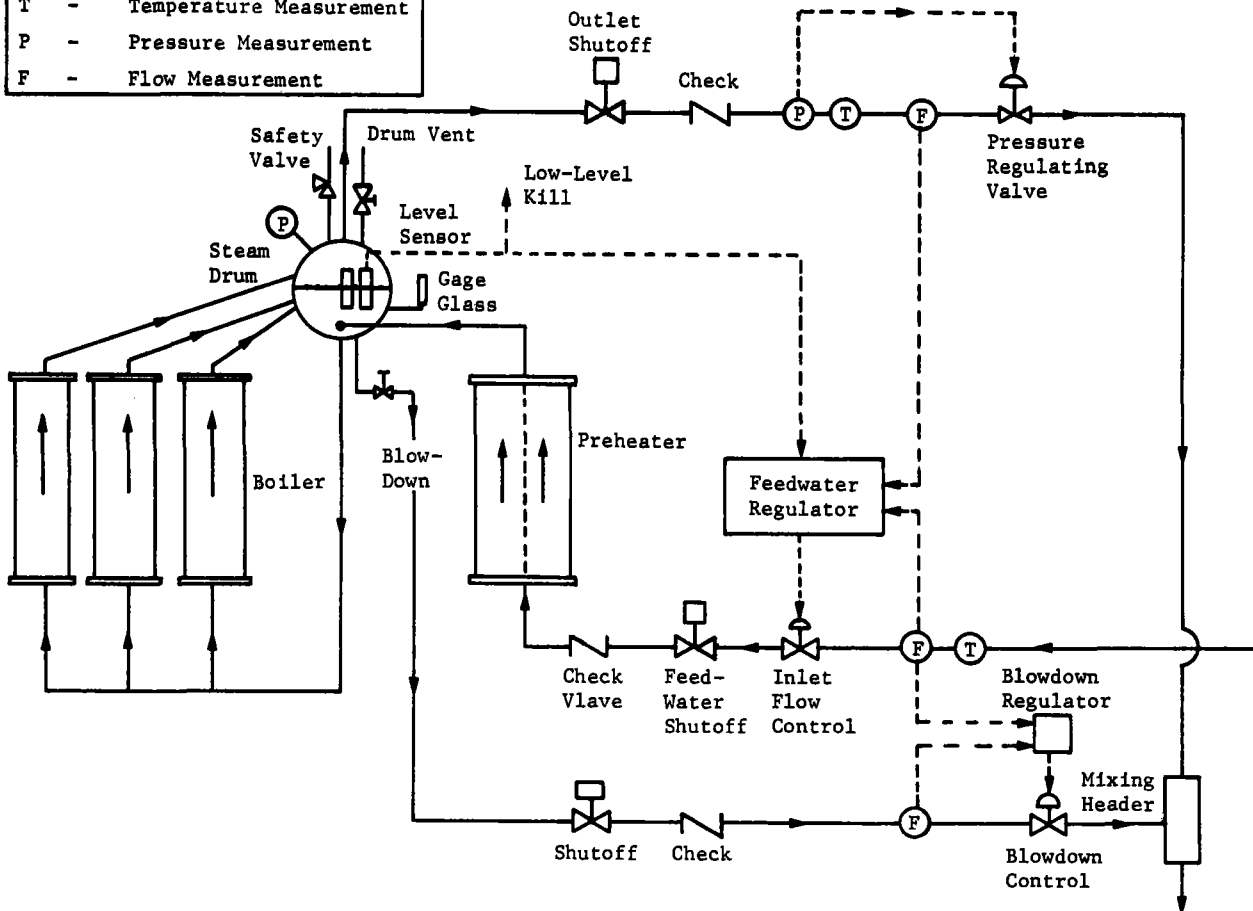 T - Temperature Measurement
P - Pressure Measurement
F - Flow Measurement
Outlet
Shutoff
Check
P
T
F
Pressure
Regulating
Valve
Safety
Valve
Drum Vent
Low-Level
Kill
Level
Sensor
P
Steam
Drum
Gage
Glass
Boiler
Blow-
Down
Preheater
Feedwater
Regulator
F
T
Check
Vlave
Feed-
Water
Shutoff
Inlet
Flow
Control
Blowdown
Regulator
Mixing
Header
F
Shutoff
Check
Blowdown
Control